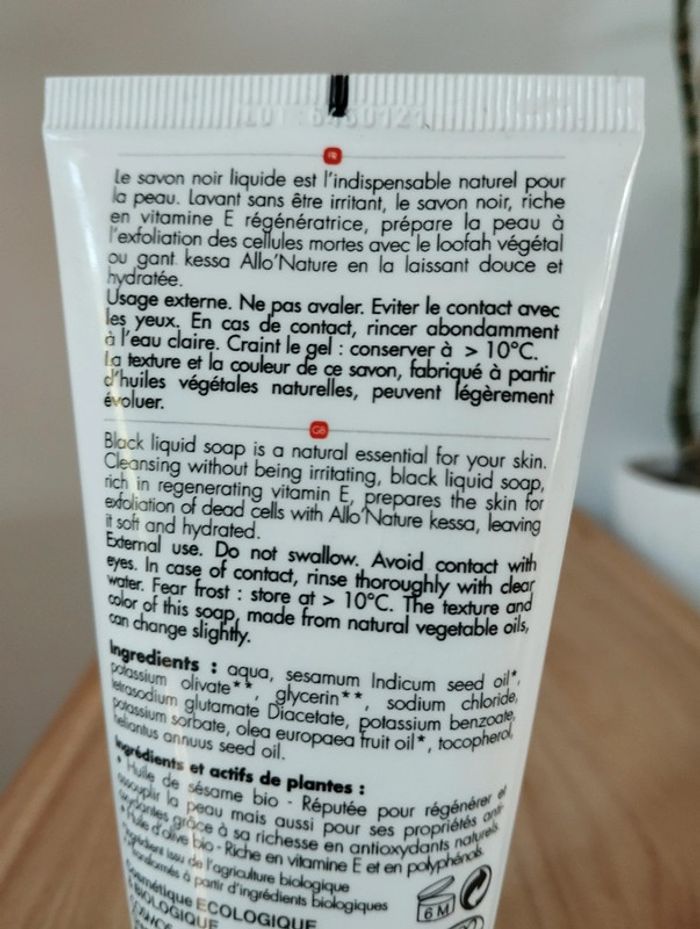 FR
Le savon noir liquide est l'indispensable naturel pour
la peau. Lavant sans être irritant, le savon noir, riche
en vitamine E régénératrice, prépare la peau à
l'exfoliation des cellules mortes avec le loofah végétal
ou gant kessa Allo'Nature en la laissant douce et
hydratée.
Usage externe. Ne pas avaler. Eviter le contact avec
les yeux. En cas de contact, rincer abondamment
à l'eau claire. Craint le gel : conserver à > 10°C.
La texture et la couleur de ce savon, fabriqué à partir
d'huiles végétales naturelles, peuvent légèrement
évoluer.
GB
Black liquid soap is a natural essential for your skin.
Cleansing without being irritating, black liquid soap,
rich in regenerating vitamin E, prepares the skin for
exfoliation of dead cells with Allo'Nature kessa, leaving
it soft and hydrated.
External use. Do not swallow. Avoid contact with
eyes. In case of contact, rinse thoroughly with clear
water. Fear frost : store at > 10°C. The texture and
color of this soap, made from natural vegetable oils,
can change slightly.
Ingredients : aqua, sesamum Indicum seed oil*,
potassium olivate**, glycerin**, sodium chloride,
tetrasodium glutamate Diacetate, potassium benzoate,
potassium sorbate, olea europaea fruit oil*, tocopherol,
heliantus annuus seed oil.
Ingrédients et actifs de plantes :
* Huile de sésame bio - Réputée pour régénérer et
assouplir la peau mais aussi pour ses propriétés anti-
oxydantes grâce à sa richesse en antioxydants naturels.
* Huile d'olive bio - Riche en vitamine E et en polyphénols.
*Ingrédient issu de l'agriculture biologique
**transformés à partir d'ingrédients biologiques
6 M
Cosmétique ECOLOGIQUE
& BIOLOGIQUE